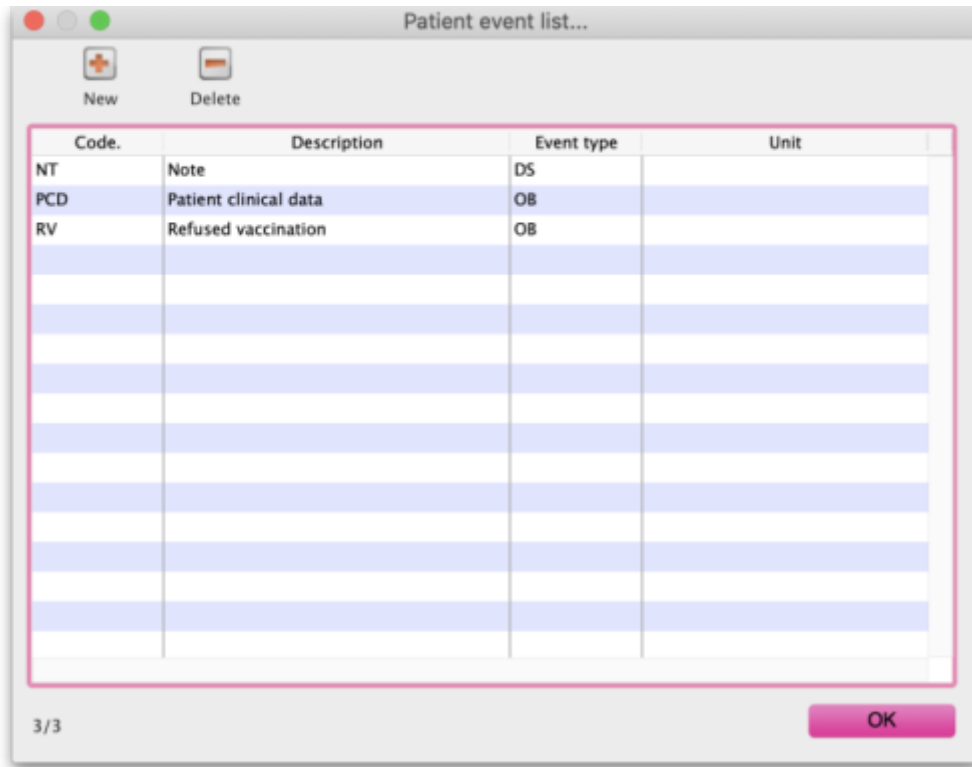 Patient event list...
New Delete
Code. Description Event type Unit
NT Note DS
PCD Patient clinical data OB
RV Refused vaccination OB
3/3 OK